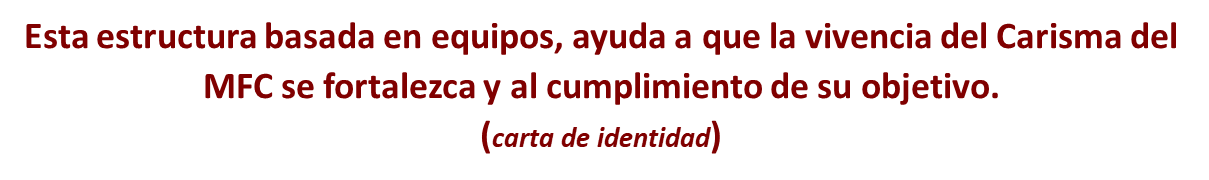 Esta estructura basada en equipos, ayuda a que la vivencia del Carisma del
MFC se fortalezca y al cumplimiento de su objetivo.
(carta de identidad)